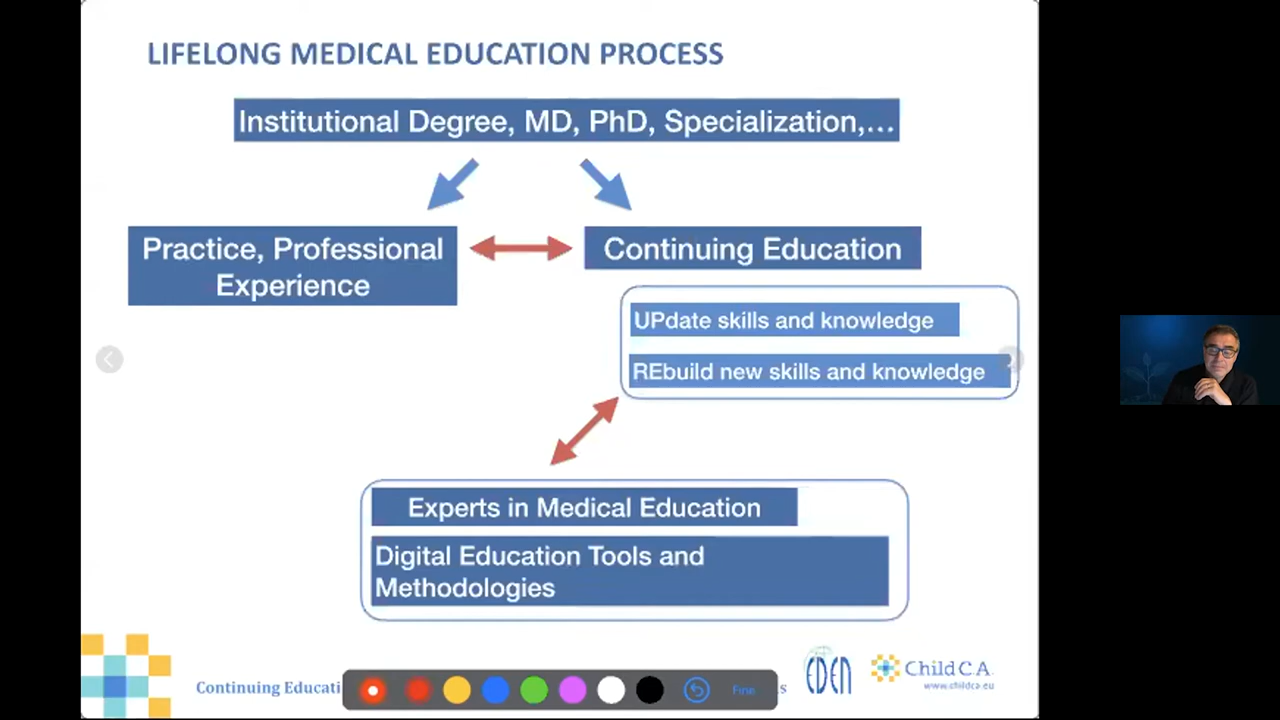 LIFELONG MEDICAL EDUCATION PROCESS
Institutional Degree, MD, PhD, Specialization,...
Practice, Professional
Experience
Continuing Education
UPdate skills and knowledge
REbuild new skills and knowledge
Experts in Medical Education
Digital Education Tools and
Methodologies
Continuing Educati
Fine
EDEN
Child C.A.
www.childca.eu